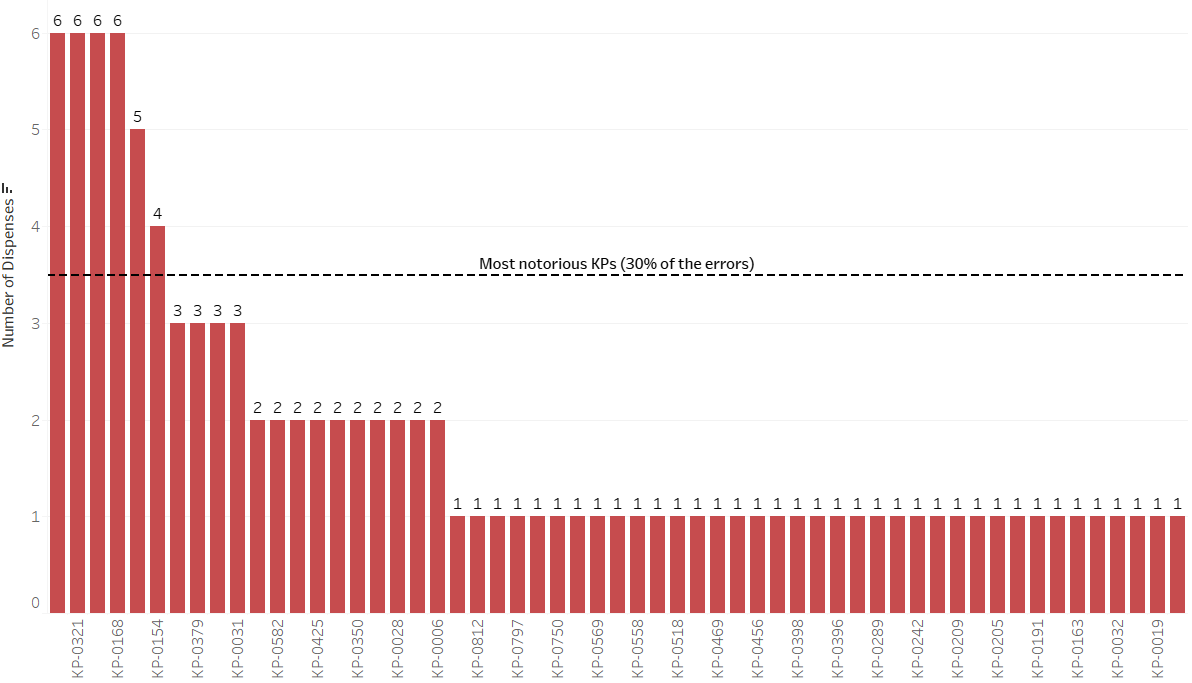 6 6 6 6
6
5
5
4
4
Most notorious KPs (30% of the errors)
3 3 3 3
3
2 2 2 2 2 2 2 2 2 2
2
1 1 1 1 1 1 1 1 1 1 1 1 1 1 1 1 1 1 1 1 1 1 1 1 1 1 1 1 1 1 1 1 1 1 1 1 1
1
0
Number of Dispenses
KP-0321
KP-0168
KP-0154
KP-0379
KP-0031
KP-0582
KP-0425
KP-0350
KP-0028
KP-0006
KP-0812
KP-0797
KP-0750
KP-0569
KP-0558
KP-0518
KP-0469
KP-0456
KP-0398
KP-0396
KP-0289
KP-0242
KP-0209
KP-0205
KP-0191
KP-0163
KP-0032
KP-0019